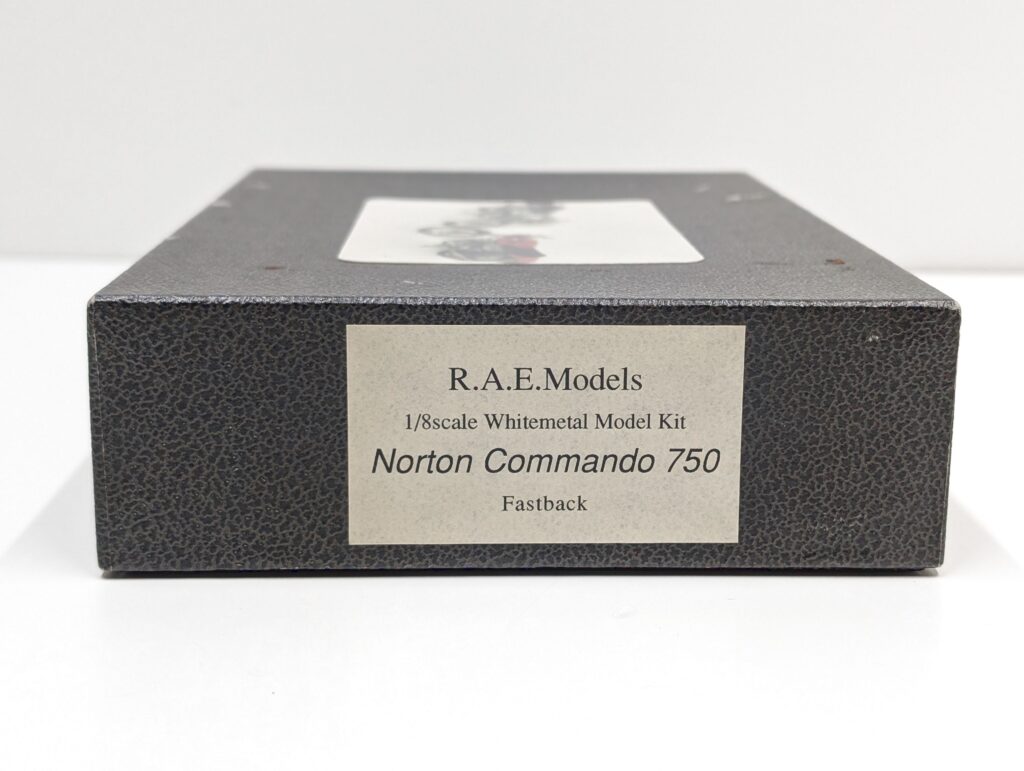 R.A.E.Models
1/8scale Whitemetal Model Kit
Norton Commando 750
Fastback